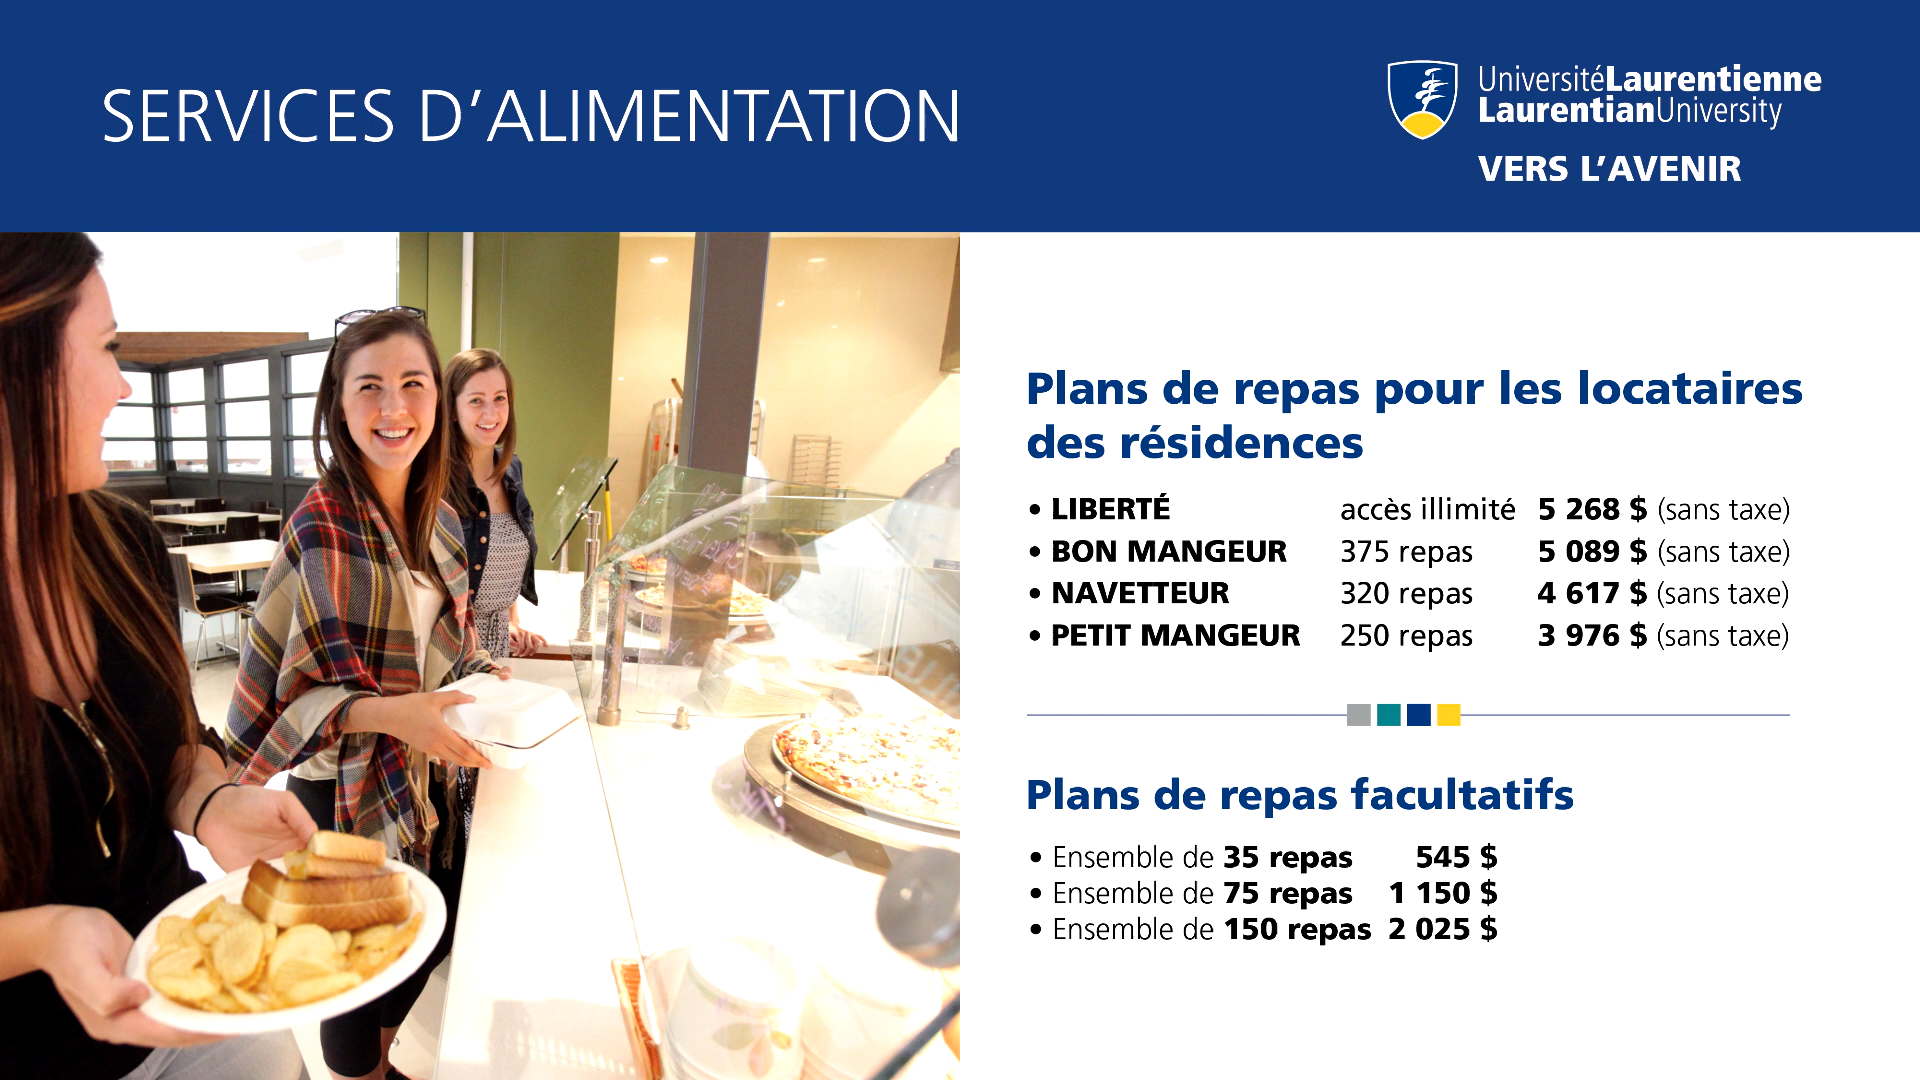 SERVICES D’ALIMENTATION
UniversitéLaurentienne
LaurentianUniversity
VERS L’AVENIR
Plans de repas pour les locataires
des résidences
• LIBERTÉ accès illimité 5 268 $ (sans taxe)
• BON MANGEUR 375 repas 5 089 $ (sans taxe)
• NAVETTEUR 320 repas 4 617 $ (sans taxe)
• PETIT MANGEUR 250 repas 3 976 $ (sans taxe)
Plans de repas facultatifs
• Ensemble de 35 repas 545 $
• Ensemble de 75 repas 1 150 $
• Ensemble de 150 repas 2 025 $